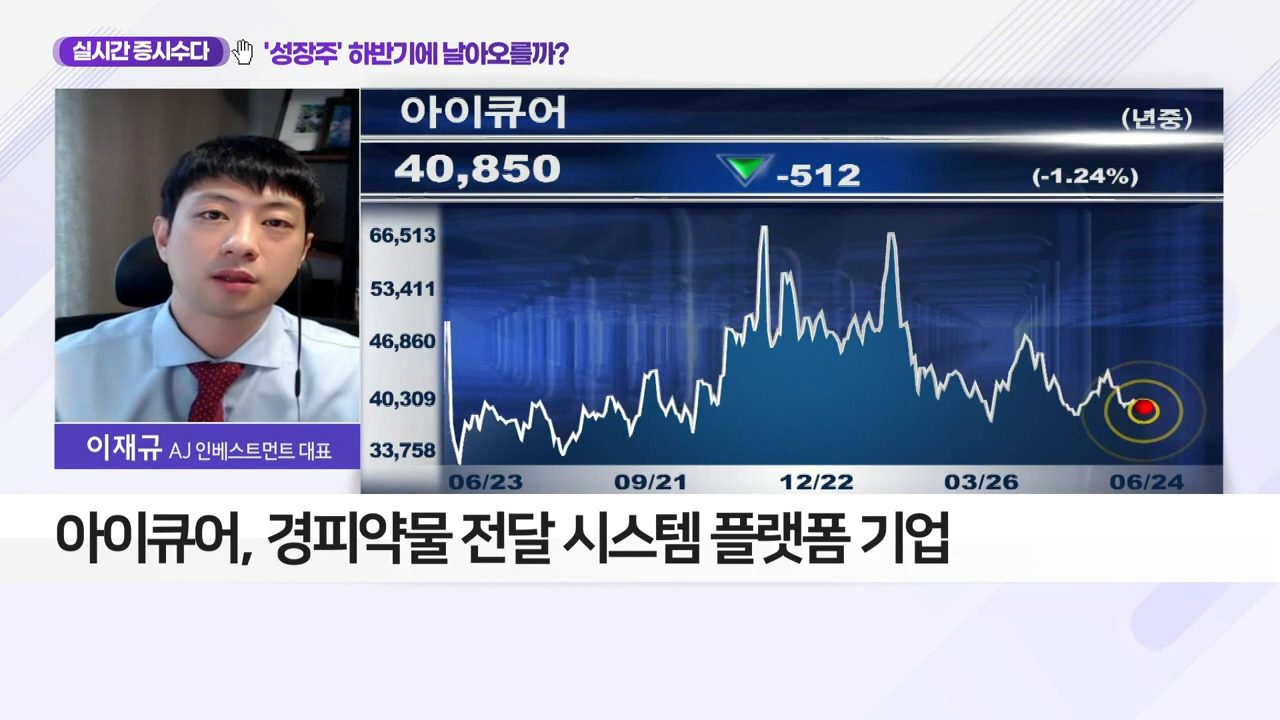 실시간 증시수다 '성장주' 하반기에 날아오를까?
아이큐어 (년중)
40,850 -512 (-1.24%)
66,513
53,411
46,860
40,309
33,758
06/23 09/21 12/22 03/26 06/24
이재규 AJ 인베스트먼트 대표
아이큐어, 경피약물 전달 시스템 플랫폼 기업